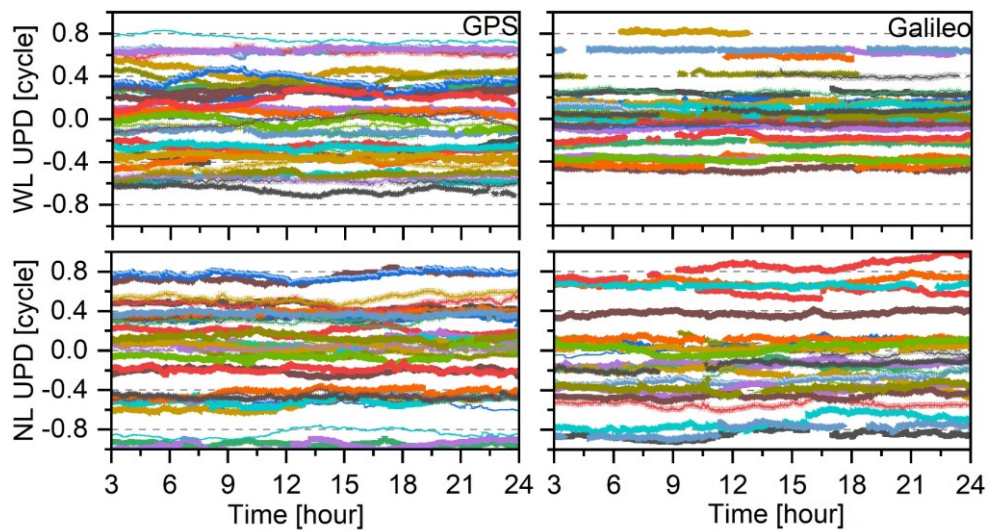 GPS
Galileo
WL UPD [cycle]
0.8
0.4
0.0
-0.4
-0.8
NL UPD [cycle]
0.8
0.4
0.0
-0.4
-0.8
3 6 9 12 15 18 21 24
3 6 9 12 15 18 21 24
Time [hour]
Time [hour]